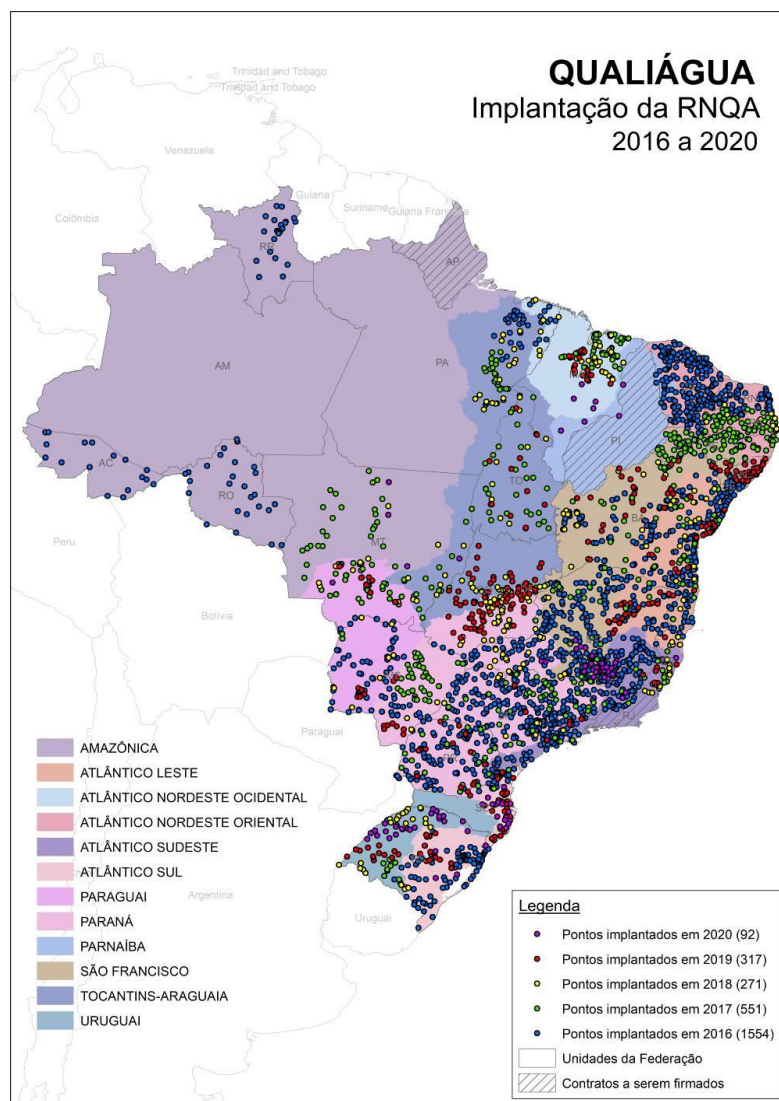 QUALIÁGUA
Implantação da RNQA
2016 a 2020
Trinidad and Tobago
Trinidad and Tobago
Venezuela
Guiana
Suriname
Guiana Francesa
Colômbia
RR
AP
AM
PA
PI
AC
RO
TO
BA
MT
Peru
Bolívia
Paraguai
RJ
PR
SC
Argentina
Uruguai
AMAZÔNICA
ATLÂNTICO LESTE
ATLÂNTICO NORDESTE OCIDENTAL
ATLÂNTICO NORDESTE ORIENTAL
ATLÂNTICO SUDESTE
ATLÂNTICO SUL
PARAGUAI
PARANÁ
PARNAÍBA
SÃO FRANCISCO
TOCANTINS-ARAGUAIA
URUGUAI
Legenda
Pontos implantados em 2020 (92)
Pontos implantados em 2019 (317)
Pontos implantados em 2018 (271)
Pontos implantados em 2017 (551)
Pontos implantados em 2016 (1554)
Unidades da Federação
Contratos a serem firmados